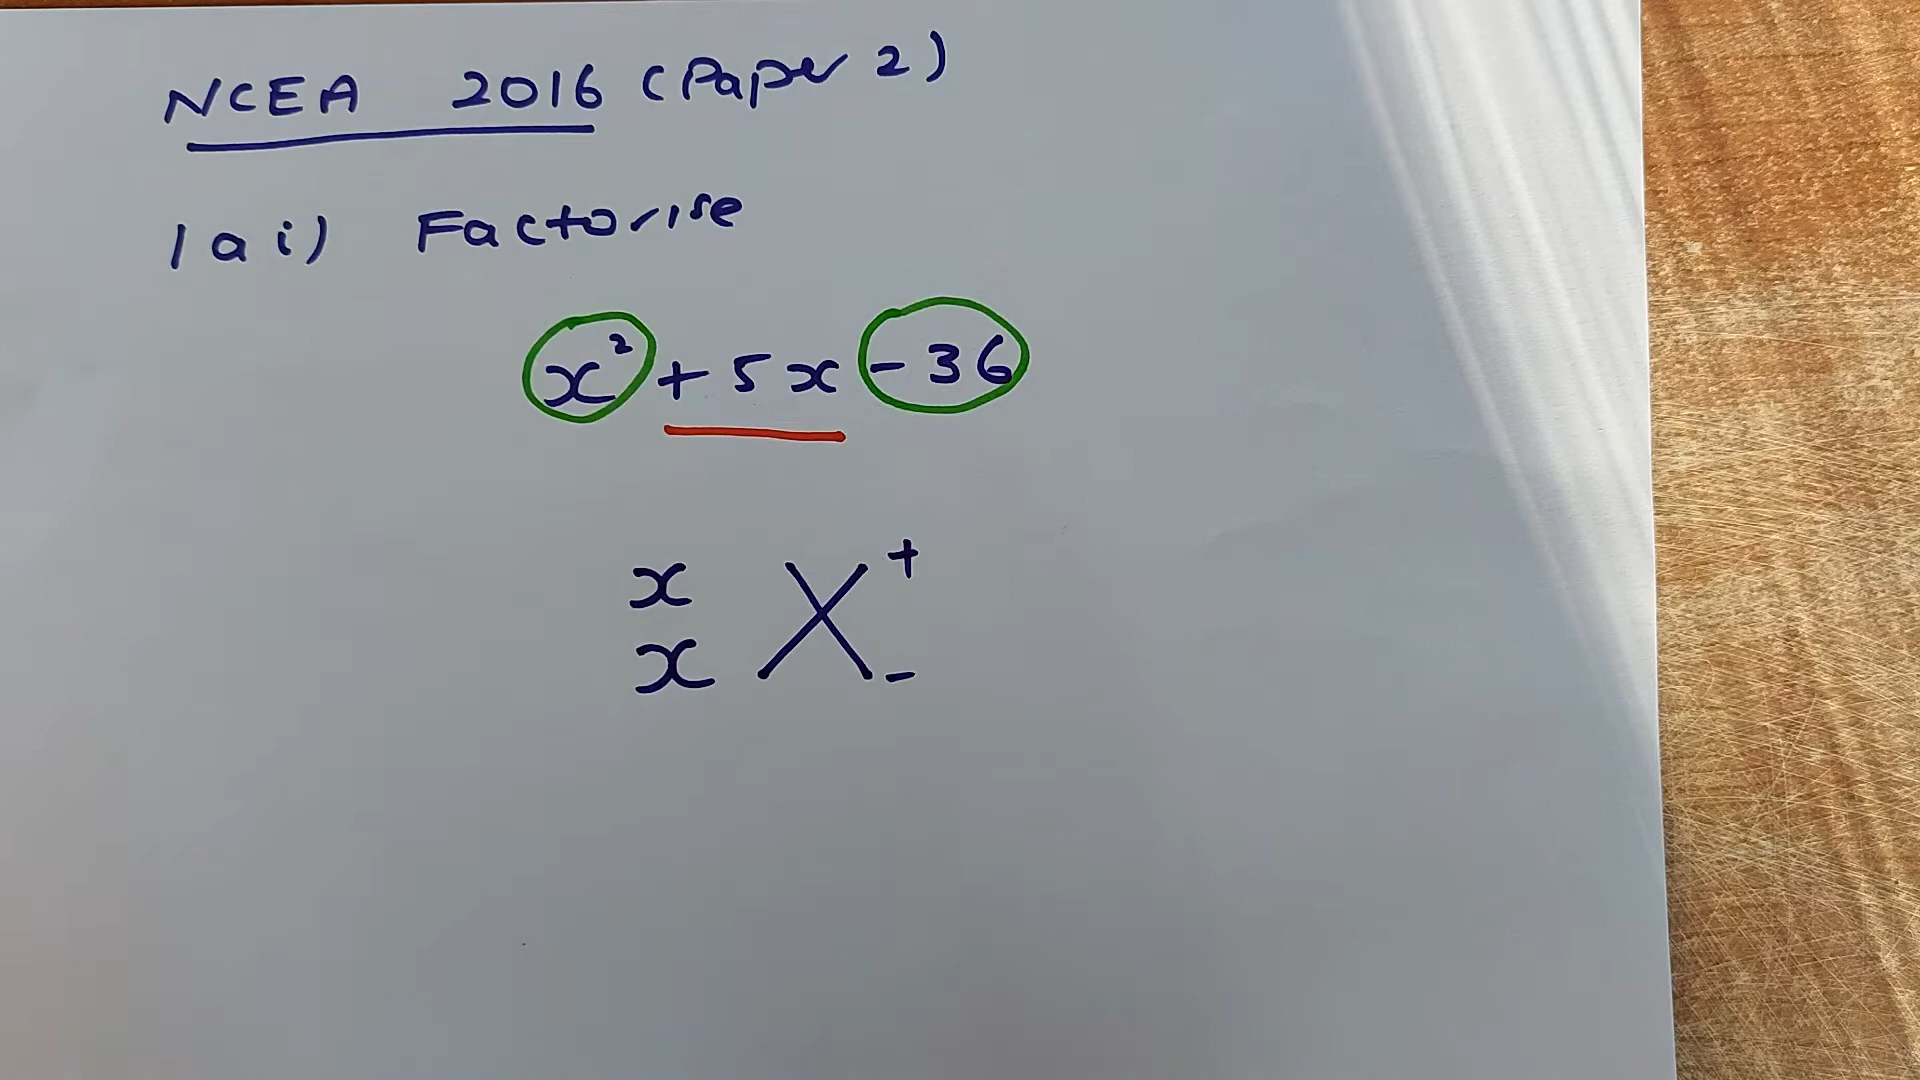 NCEA 2016 (Paper 2)
1 a i) Factorise
x² + 5x - 36
x +
x -